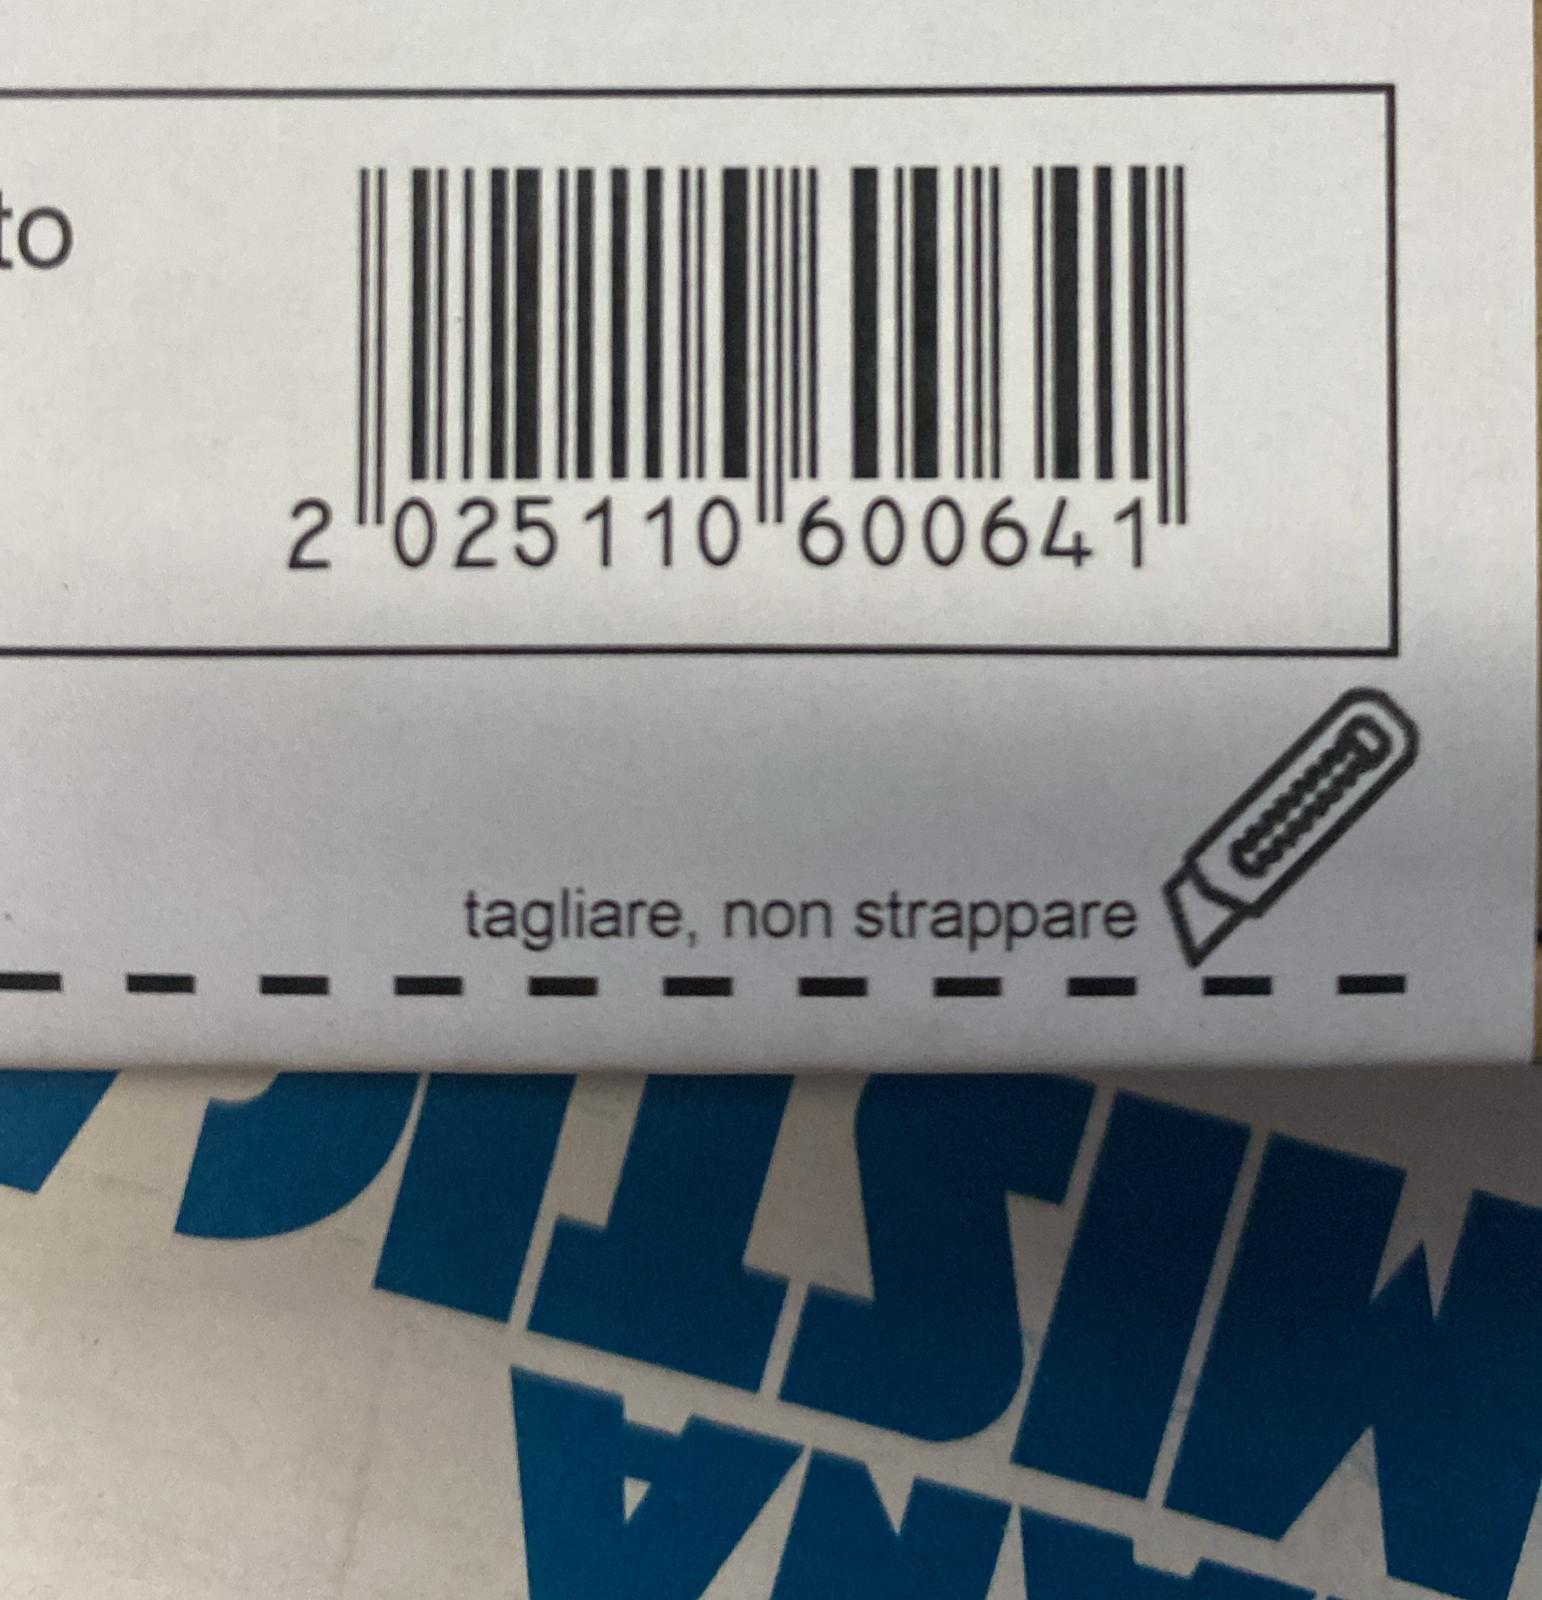 to
2 025110 600641
tagliare, non strappare